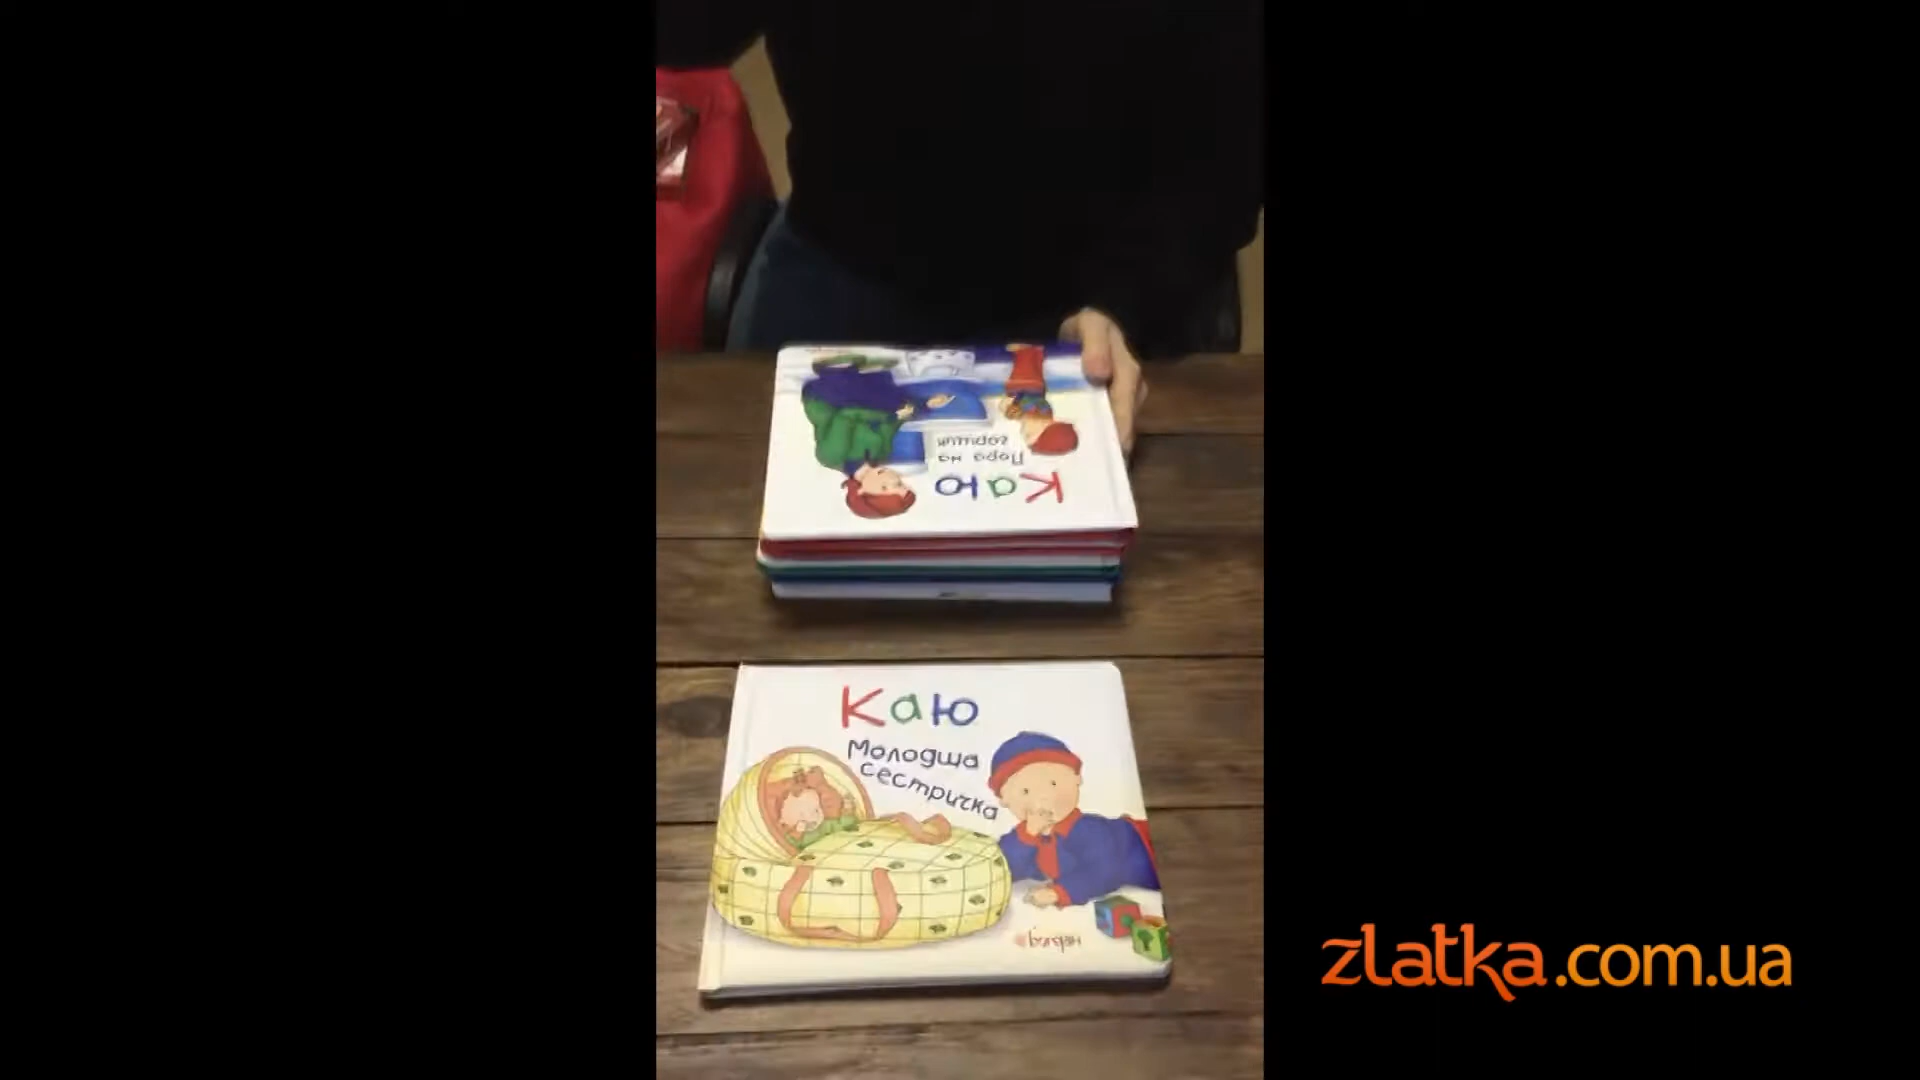 Каю
Пора на
горщик
Каю
Молодша
сестричка
zlatka.com.ua